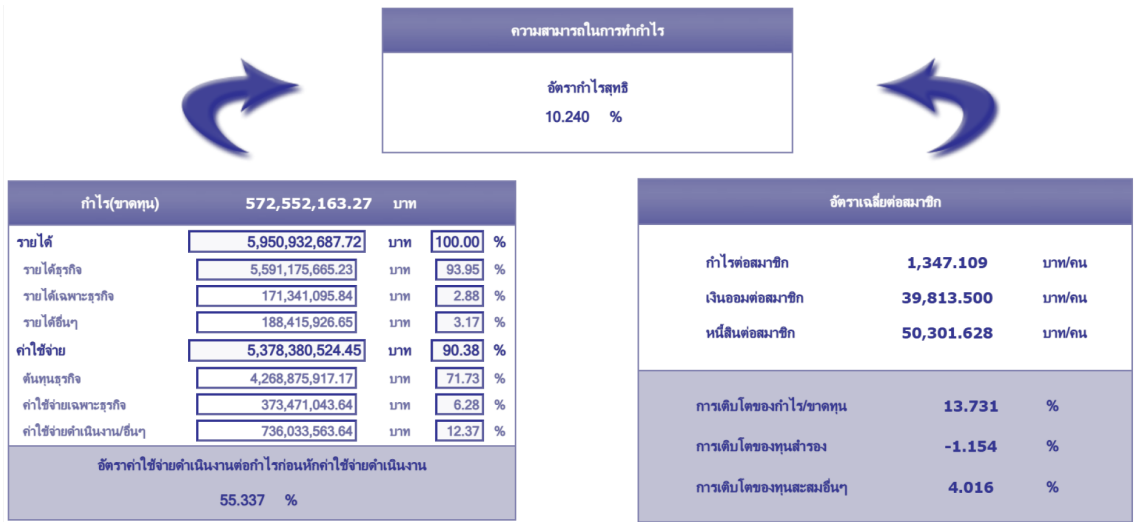 ความสามารถในการทำกำไร
อัตรากำไรสุทธิ
10.240 %
กำไร(ขาดทุน) 572,552,163.27 บาท
รายได้ 5,950,932,687.72 บาท 100.00 %
รายได้ธุรกิจ 5,591,175,665.23 บาท 93.95 %
รายได้เฉพาะธุรกิจ 171,341,095.84 บาท 2.88 %
รายได้อื่นๆ 188,415,926.65 บาท 3.17 %
ค่าใช้จ่าย 5,378,380,524.45 บาท 90.38 %
ต้นทุนธุรกิจ 4,268,875,917.17 บาท 71.73 %
ค่าใช้จ่ายเฉพาะธุรกิจ 373,471,043.64 บาท 6.28 %
ค่าใช้จ่ายดำเนินงาน/อื่นๆ 736,033,563.64 บาท 12.37 %
อัตราค่าใช้จ่ายดำเนินงานต่อกำไรก่อนหักค่าใช้จ่ายดำเนินงาน
55.337 %
อัตราเฉลี่ยต่อสมาชิก
กำไรต่อสมาชิก 1,347.109 บาท/คน
เงินออมต่อสมาชิก 39,813.500 บาท/คน
หนี้สินต่อสมาชิก 50,301.628 บาท/คน
การเติบโตของกำไร/ขาดทุน 13.731 %
การเติบโตของทุนสำรอง -1.154 %
การเติบโตของทุนสะสมอื่นๆ 4.016 %